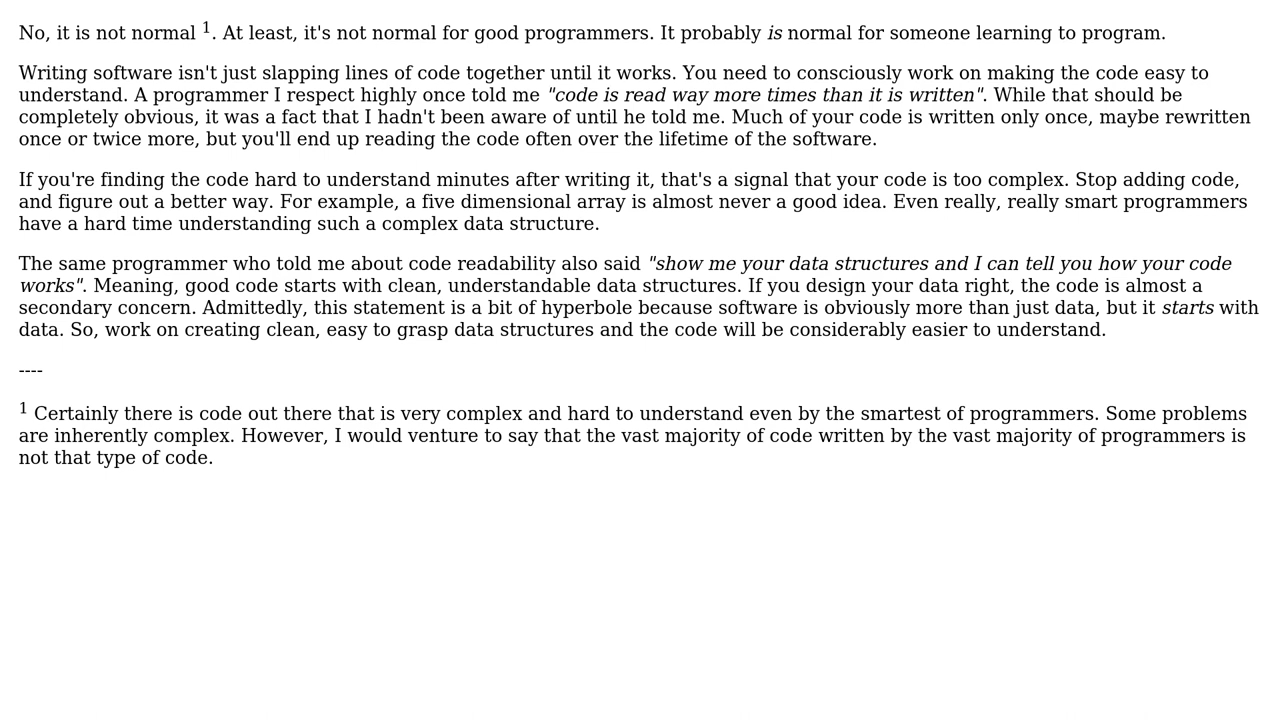 No, it is not normal 1. At least, it's not normal for good programmers. It probably is normal for someone learning to program.
Writing software isn't just slapping lines of code together until it works. You need to consciously work on making the code easy to
understand. A programmer I respect highly once told me "code is read way more times than it is written". While that should be
completely obvious, it was a fact that I hadn't been aware of until he told me. Much of your code is written only once, maybe rewritten
once or twice more, but you'll end up reading the code often over the lifetime of the software.
If you're finding the code hard to understand minutes after writing it, that's a signal that your code is too complex. Stop adding code,
and figure out a better way. For example, a five dimensional array is almost never a good idea. Even really, really smart programmers
have a hard time understanding such a complex data structure.
The same programmer who told me about code readability also said "show me your data structures and I can tell you how your code
works". Meaning, good code starts with clean, understandable data structures. If you design your data right, the code is almost a
secondary concern. Admittedly, this statement is a bit of hyperbole because software is obviously more than just data, but it starts with
data. So, work on creating clean, easy to grasp data structures and the code will be considerably easier to understand.
----
1 Certainly there is code out there that is very complex and hard to understand even by the smartest of programmers. Some problems
are inherently complex. However, I would venture to say that the vast majority of code written by the vast majority of programmers is
not that type of code.